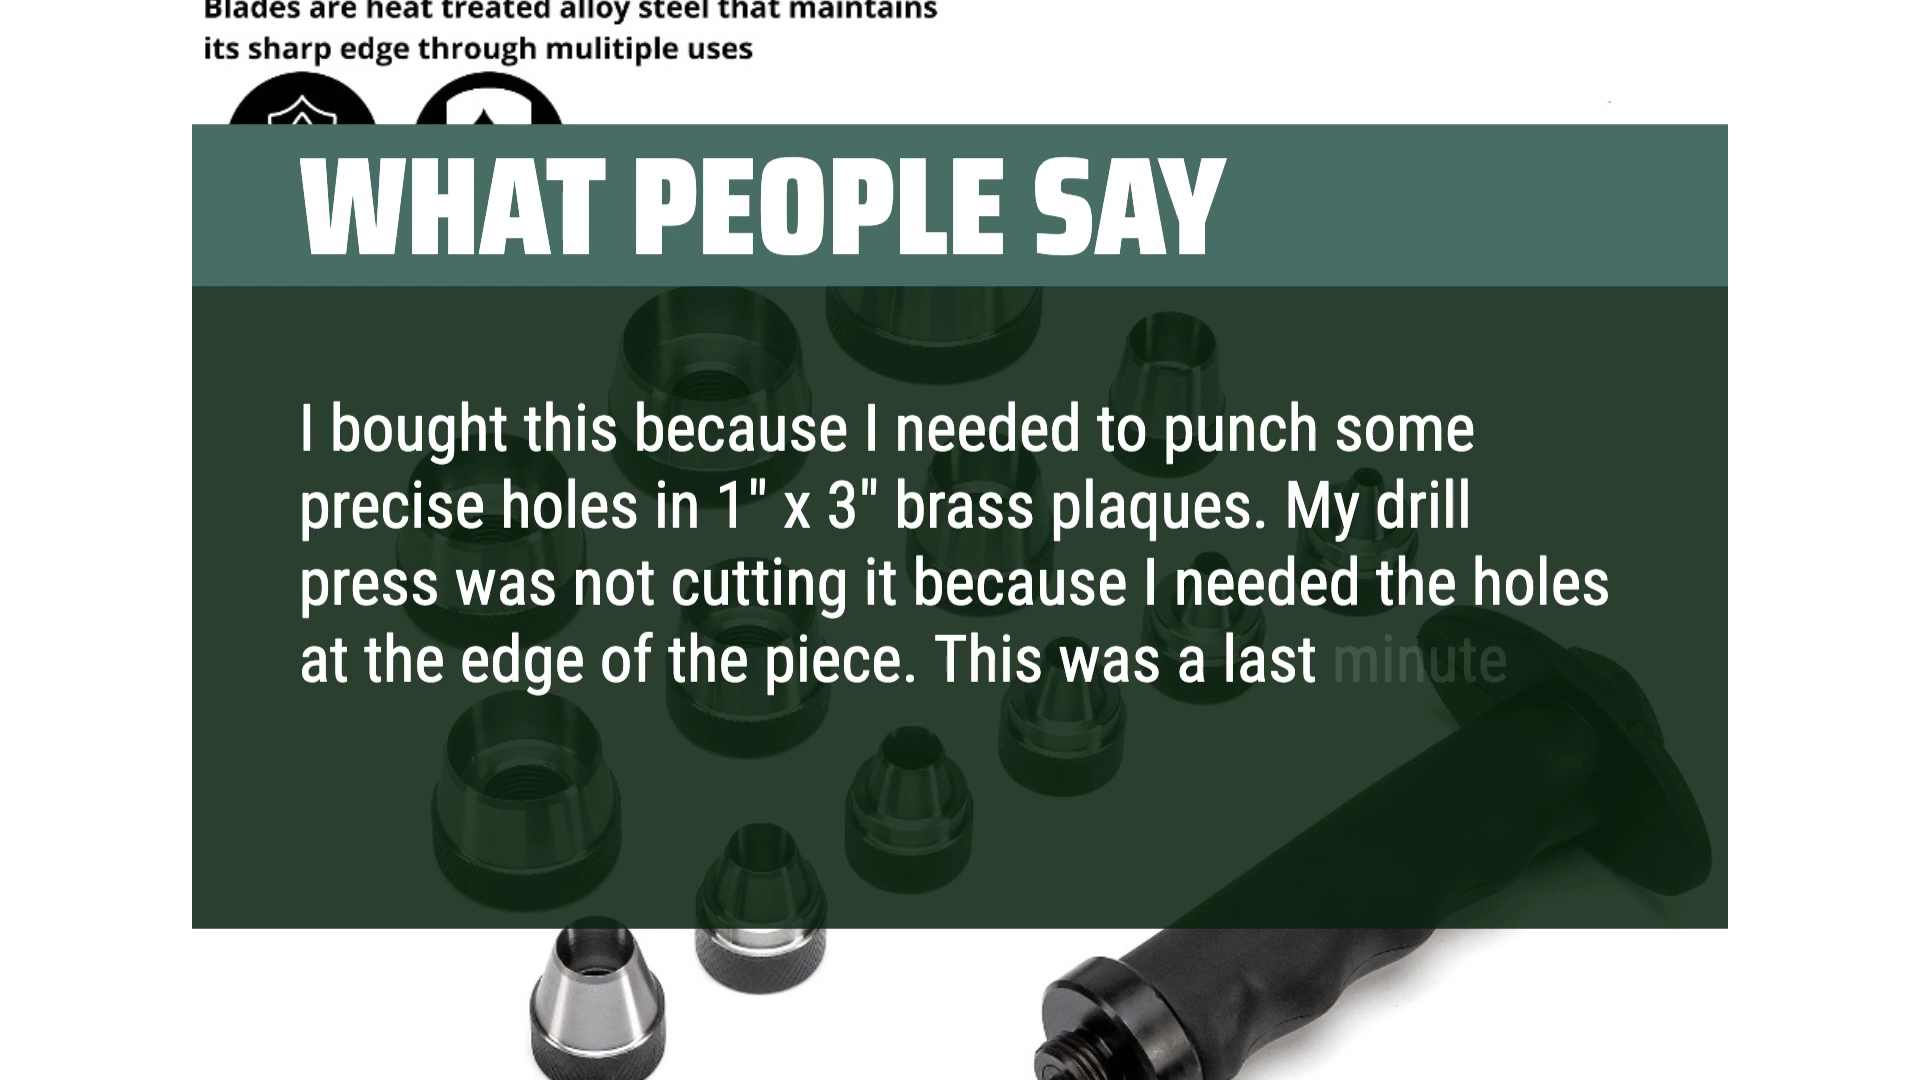 Blades are heat treated alloy steel that maintains
its sharp edge through mulitiple uses
WHAT PEOPLE SAY
I bought this because I needed to punch some
precise holes in 1" x 3" brass plaques. My drill
press was not cutting it because I needed the holes
at the edge of the piece. This was a last minute